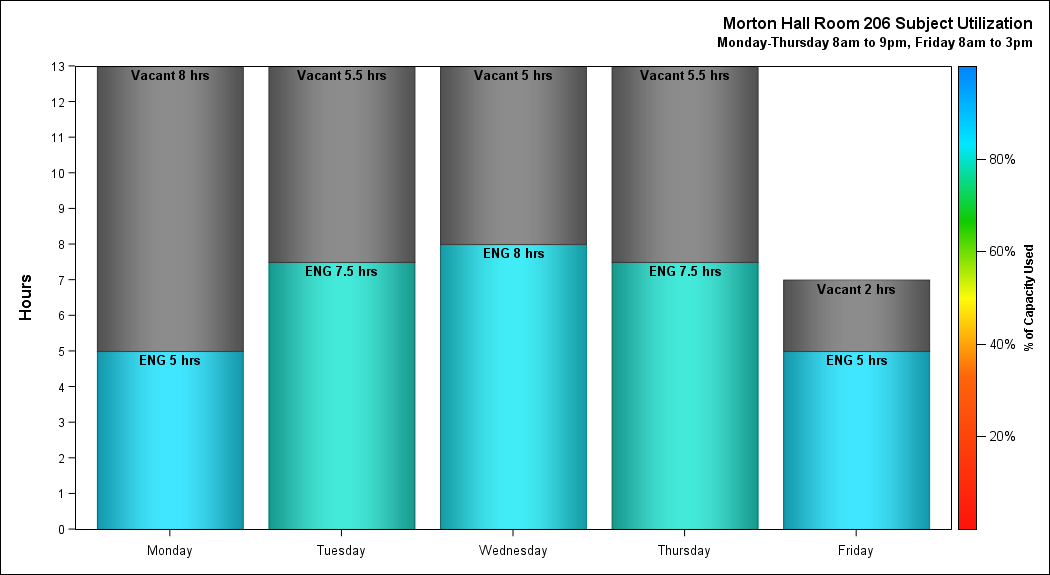 Morton Hall Room 206 Subject Utilization
Monday-Thursday 8am to 9pm, Friday 8am to 3pm
13
12
11
10
9
8
7
6
5
4
3
2
1
0
Hours
Vacant 8 hrs
Vacant 5.5 hrs
Vacant 5 hrs
Vacant 5.5 hrs
Vacant 2 hrs
ENG 5 hrs
ENG 7.5 hrs
ENG 8 hrs
ENG 7.5 hrs
ENG 5 hrs
Monday
Tuesday
Wednesday
Thursday
Friday
80%
60%
40%
20%
% of Capacity Used